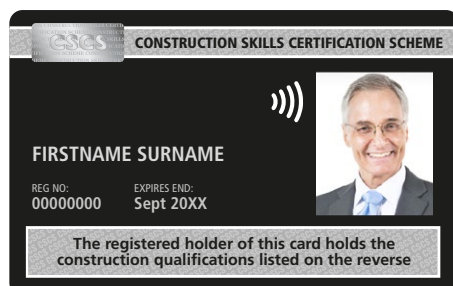 CSCS
CONSTRUCTION SKILLS CERTIFICATION SCHEME
FIRSTNAME SURNAME
REG NO:
00000000
EXPIRES END:
Sept 20XX
The registered holder of this card holds the
construction qualifications listed on the reverse